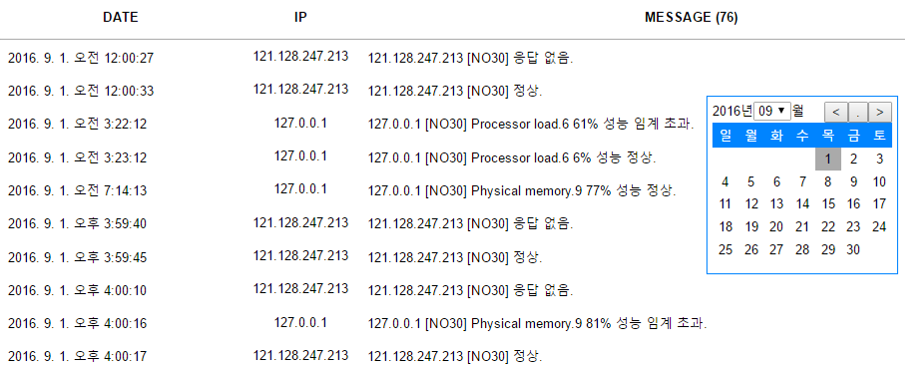 DATE IP MESSAGE (76)
2016. 9. 1. 오전 12:00:27 121.128.247.213 121.128.247.213 [NO30] 응답 없음.
2016. 9. 1. 오전 12:00:33 121.128.247.213 121.128.247.213 [NO30] 정상.
2016. 9. 1. 오전 3:22:12 127.0.0.1 127.0.0.1 [NO30] Processor load.6 61% 성능 임계 초과.
2016. 9. 1. 오전 3:23:12 127.0.0.1 127.0.0.1 [NO30] Processor load.6 6% 성능 정상.
2016. 9. 1. 오전 7:14:13 127.0.0.1 127.0.0.1 [NO30] Physical memory.9 77% 성능 정상.
2016. 9. 1. 오후 3:59:40 121.128.247.213 121.128.247.213 [NO30] 응답 없음.
2016. 9. 1. 오후 3:59:45 121.128.247.213 121.128.247.213 [NO30] 정상.
2016. 9. 1. 오후 4:00:10 121.128.247.213 121.128.247.213 [NO30] 응답 없음.
2016. 9. 1. 오후 4:00:16 127.0.0.1 127.0.0.1 [NO30] Physical memory.9 81% 성능 임계 초과.
2016. 9. 1. 오후 4:00:17 121.128.247.213 121.128.247.213 [NO30] 정상.
2016년 09 ▼ 월 < . >
일 월 화 수 목 금 토
1 2 3
4 5 6 7 8 9 10
11 12 13 14 15 16 17
18 19 20 21 22 23 24
25 26 27 28 29 30